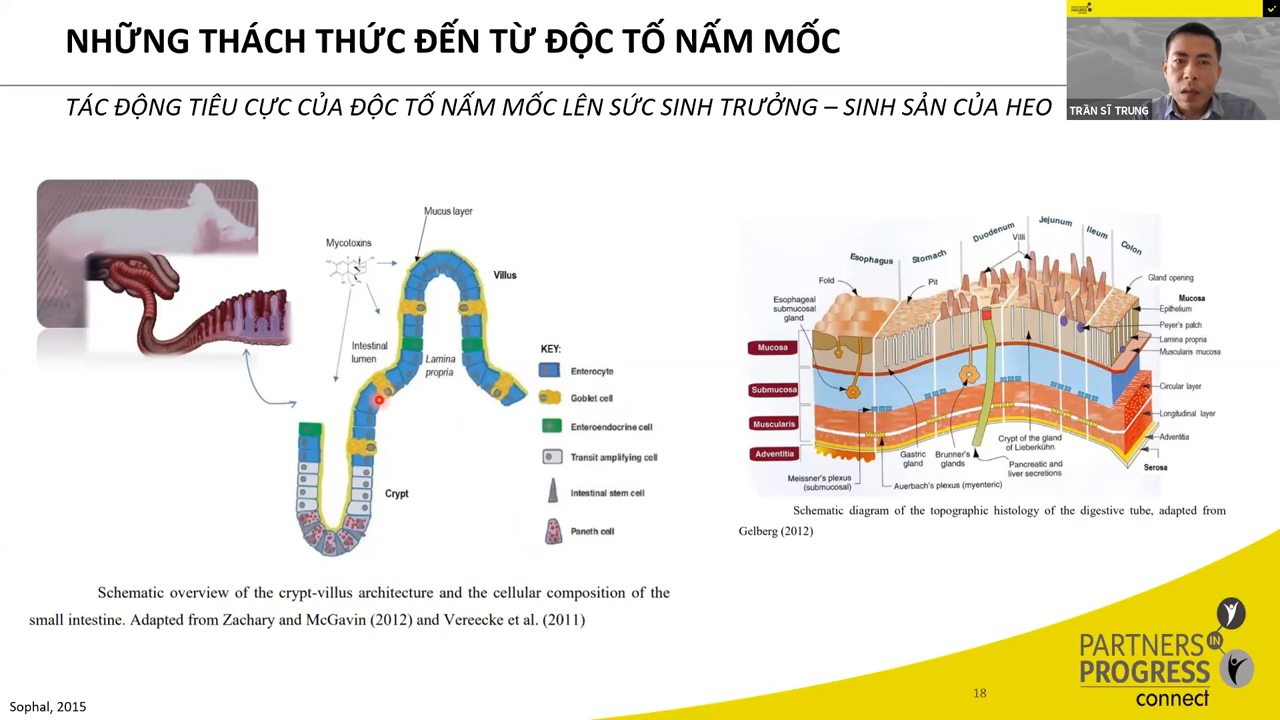 NHỮNG THÁCH THỨC ĐẾN TỪ ĐỘC TỐ NẤM MỐC
TÁC ĐỘNG TIÊU CỰC CỦA ĐỘC TỐ NẤM MỐC LÊN SỨC SINH TRƯỞNG – SINH SẢN CỦA HEO
TRẦN SĨ TRUNG
Mucus layer
Mycotoxins
Villus
Intestinal
lumen
Lamina
propria
KEY:
Enterocyte
Goblet cell
Enteroendocrine cell
Transit amplifying cell
Intestinal stem cell
Paneth cell
Crypt
Schematic overview of the crypt-villus architecture and the cellular composition of the
small intestine. Adapted from Zachary and McGavin (2012) and Vereecke et al. (2011)
Esophagus
Stomach
Duodenum
Jejunum
Ileum
Colon
Villi
Fold
Pit
Esophageal
submucosal
gland
Gland opening
Mucosa
Epithelium
Peyer's patch
Lamina propria
Muscularis mucosa
Circular layer
Longitudinal layer
Adventitia
Serosa
Mucosa
Submucosa
Muscularis
Adventitia
Meissner's plexus
(submucosal)
Gastric
gland
Brunner's
glands
Crypt of the gland
of Lieberkühn
Pancreatic and
liver secretions
Auerbach's plexus (myenteric)
Schematic diagram of the topographic histology of the digestive tube, adapted from
Gelberg (2012)
PARTNERS
IN
PROGRESS
connect
18
Sophal, 2015